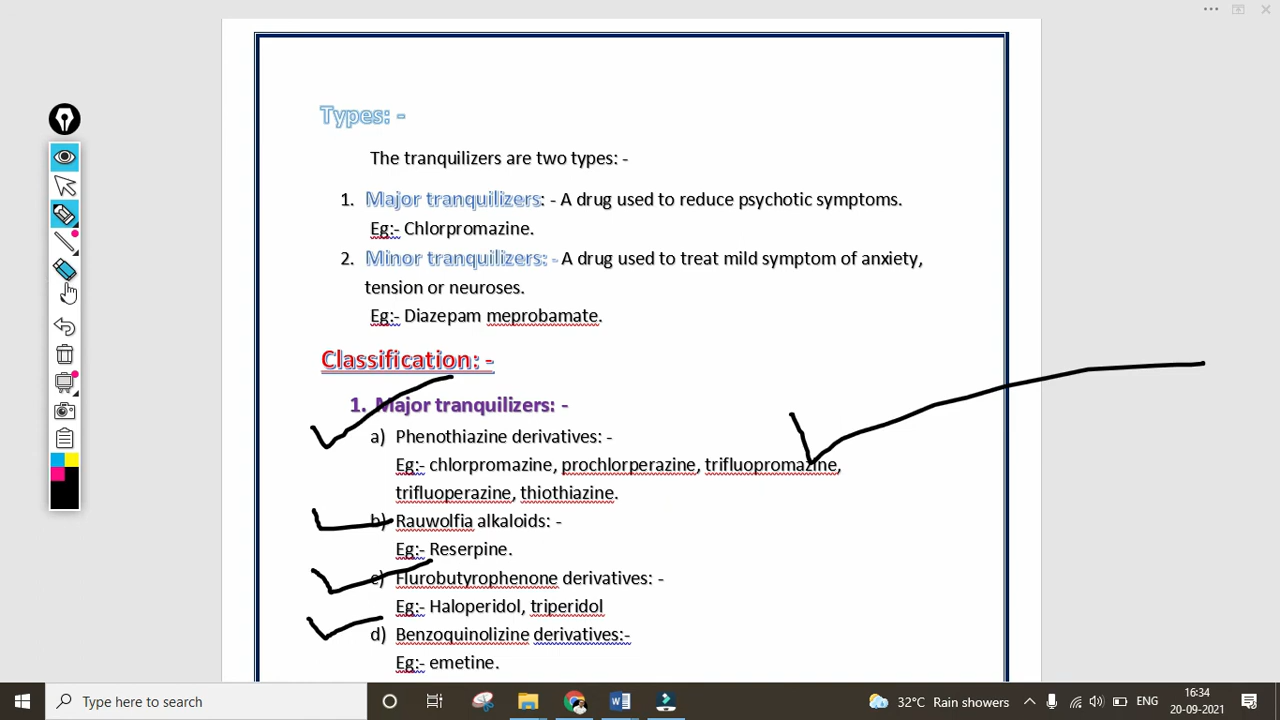 Types: -
The tranquilizers are two types: -
1. Major tranquilizers: - A drug used to reduce psychotic symptoms.
Eg:- Chlorpromazine.
2. Minor tranquilizers: - A drug used to treat mild symptom of anxiety,
tension or neuroses.
Eg:- Diazepam meprobamate.
Classification: -
1. Major tranquilizers: -
a) Phenothiazine derivatives: -
Eg:- chlorpromazine, prochlorperazine, trifluopromazine,
trifluoperazine, thiothiazine.
b) Rauwolfia alkaloids: -
Eg:- Reserpine.
c) Flurobutyrophenone derivatives: -
Eg:- Haloperidol, triperidol
d) Benzoquinolizine derivatives:-
Eg:- emetine.
Type here to search
32°C Rain showers
ENG
16:34
20-09-2021